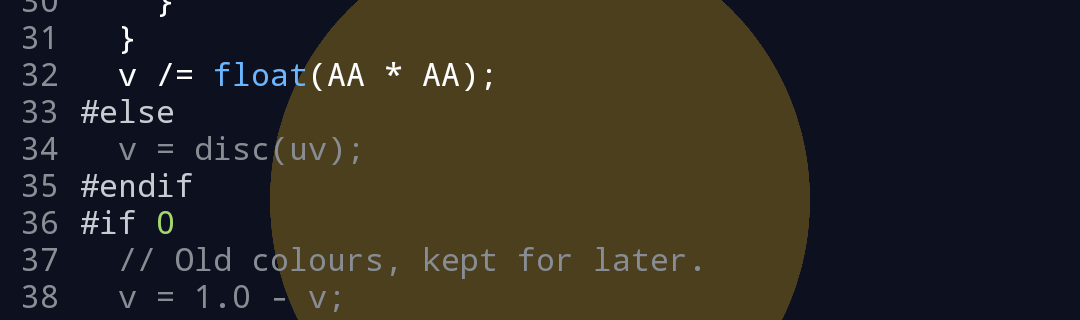 30 }
31 }
32 v /= float(AA * AA);
33 #else
34 v = disc(uv);
35 #endif
36 #if 0
37 // Old colours, kept for later.
38 v = 1.0 - v;